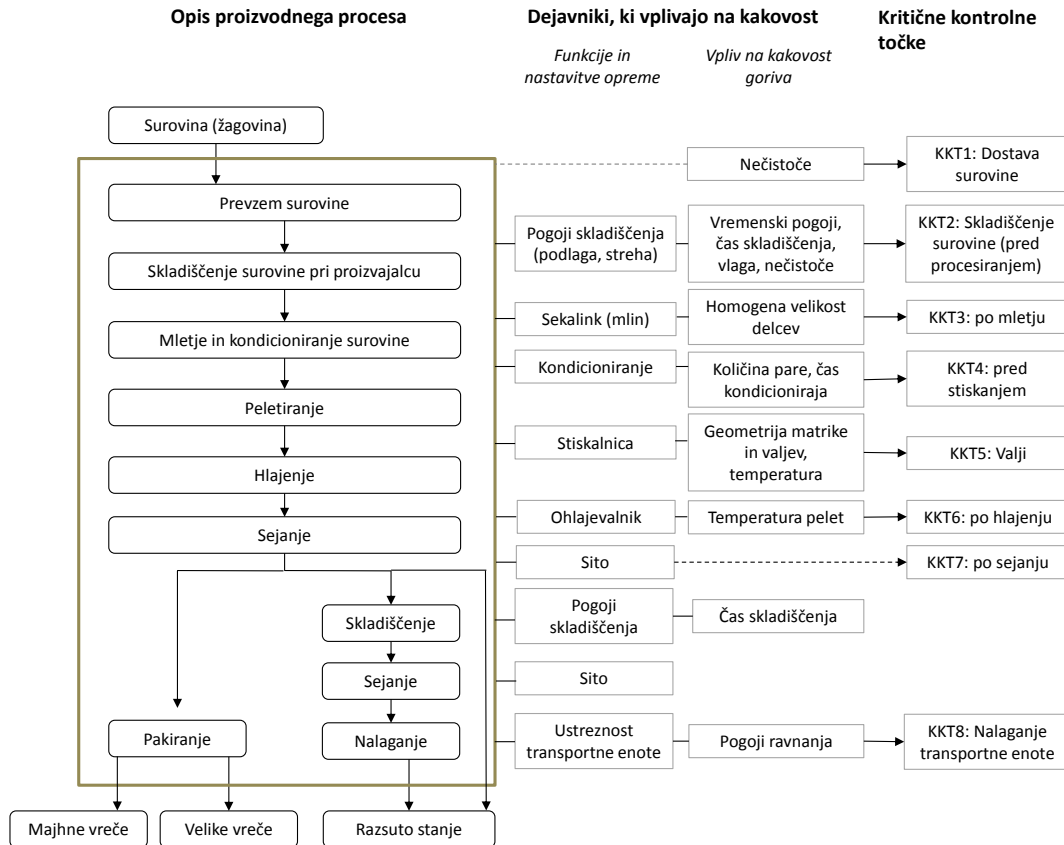 Opis proizvodnega procesa
Dejavniki, ki vplivajo na kakovost
Kritične kontrolne
točke
Funkcije in
nastavitve opreme
Vpliv na kakovost
goriva
Surovina (žagovina)
Nečistoče
KKT1: Dostava
surovine
Prevzem surovine
Pogoji skladiščenja
(podlaga, streha)
Vremenski pogoji,
čas skladiščenja,
vlaga, nečistoče
KKT2: Skladiščenje
surovine (pred
procesiranjem)
Skladiščenje surovine pri proizvajalcu
Sekalink (mlin)
Homogena velikost
delcev
KKT3: po mletju
Mletje in kondicioniranje surovine
Kondicioniranje
Količina pare, čas
kondicioniraja
KKT4: pred
stiskanjem
Peletiranje
Stiskalnica
Geometrija matrike
in valjev,
temperatura
KKT5: Valji
Hlajenje
Ohlajevalnik
Temperatura pelet
KKT6: po hlajenju
Sejanje
Sito
KKT7: po sejanju
Skladiščenje
Pogoji
skladiščenja
Čas skladiščenja
Sejanje
Sito
Pakiranje
Nalaganje
Ustreznost
transportne enote
Pogoji ravnanja
KKT8: Nalaganje
transportne enote
Majhne vreče
Velike vreče
Razsuto stanje